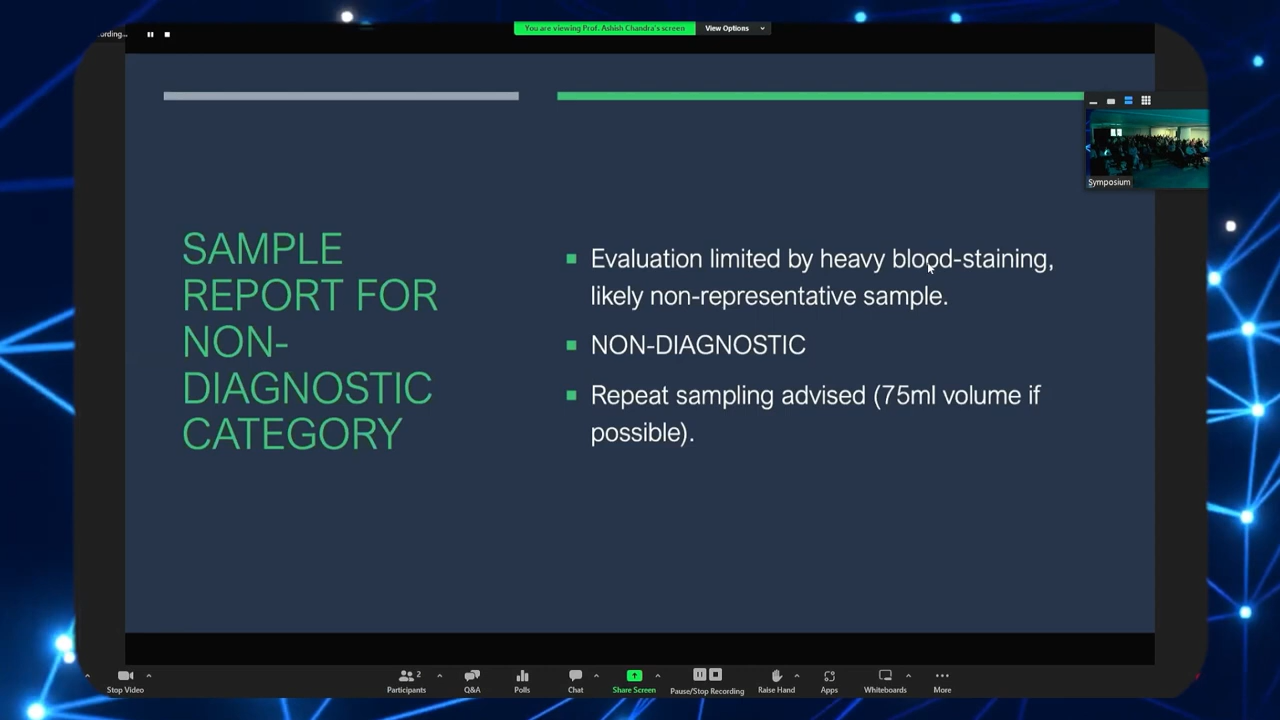 ording...
You are viewing Prof. Ashish Chandra's screen
View Options
Symposium
SAMPLE
REPORT FOR
NON-
DIAGNOSTIC
CATEGORY
Evaluation limited by heavy blood-staining,
likely non-representative sample.
NON-DIAGNOSTIC
Repeat sampling advised (75ml volume if
possible).
Stop Video
Participants
2
Q&A
Polls
Chat
Share Screen
Pause/Stop Recording
Raise Hand
Apps
Whiteboards
More